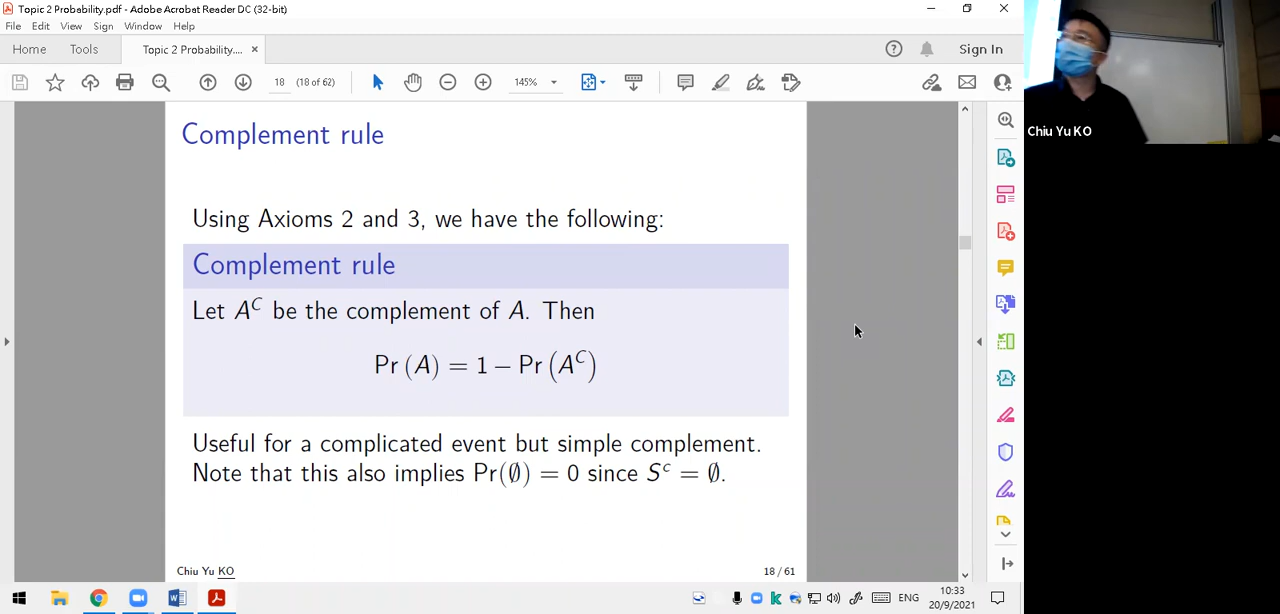 Topic 2 Probability.pdf - Adobe Acrobat Reader DC (32-bit)
File Edit View Sign Window Help
Home Tools Topic 2 Probability.... × Sign In
18 (18 of 62) 145%
Complement rule
Using Axioms 2 and 3, we have the following:
Complement rule
Let A^C be the complement of A. Then
Pr (A) = 1 − Pr (A^C)
Useful for a complicated event but simple complement.
Note that this also implies Pr(∅) = 0 since S^c = ∅.
Chiu Yu KO 18 / 61
Chiu Yu KO
ENG 10:33
20/9/2021